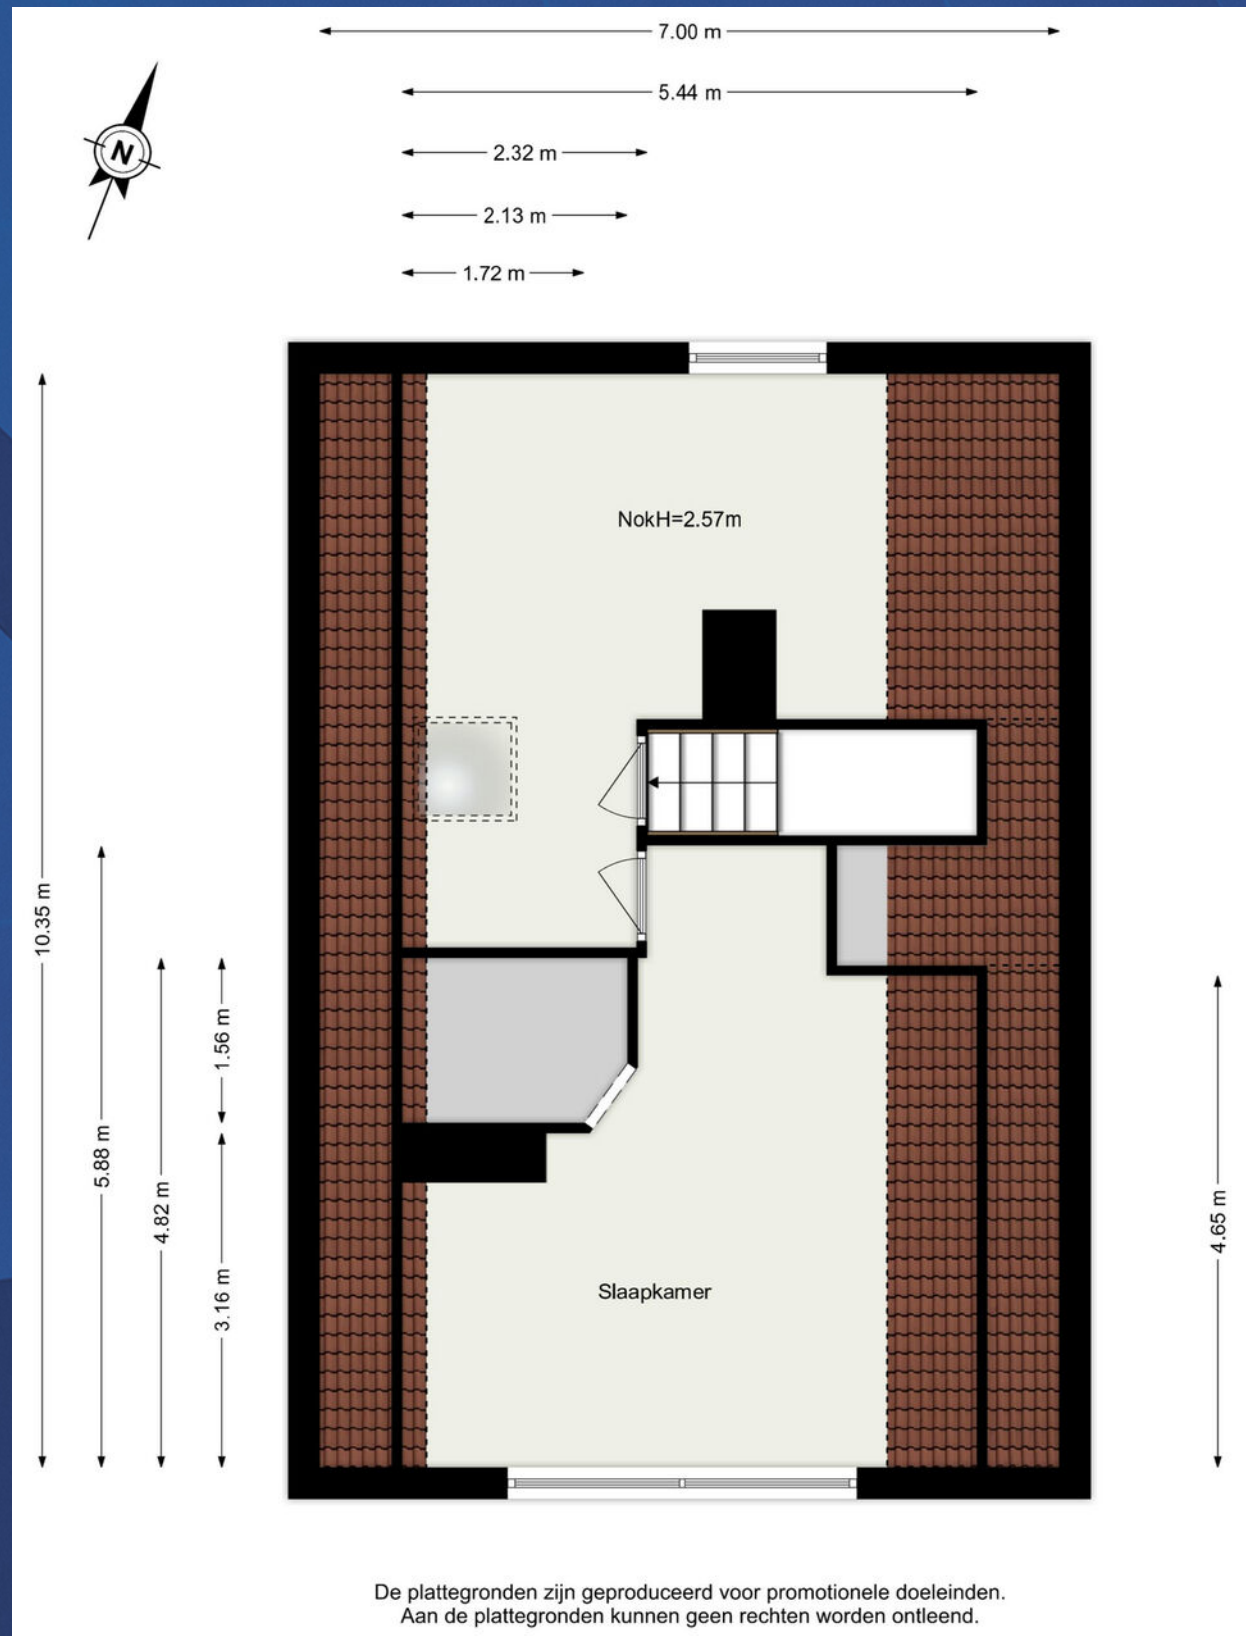 7.00 m
5.44 m
2.32 m
2.13 m
1.72 m
N
NokH=2.57m
10.35 m
5.88 m
4.82 m
1.56 m
3.16 m
4.65 m
Slaapkamer
De plattegronden zijn geproduceerd voor promotionele doeleinden.
Aan de plattegronden kunnen geen rechten worden ontleend.